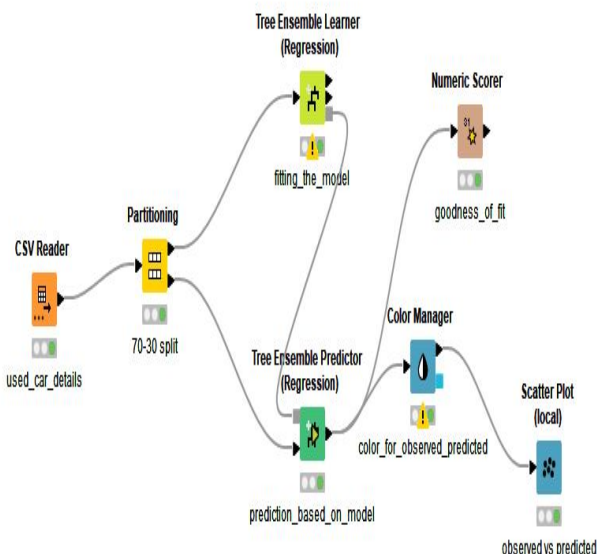 Tree Ensemble Learner
(Regression)
fitting_the_model
Numeric Scorer
S1
goodness_of_fit
Partitioning
70-30 split
CSV Reader
used_car_details
Tree Ensemble Predictor
(Regression)
prediction_based_on_model
Color Manager
color_for_observed_predicted
Scatter Plot
(local)
observed vs predicted